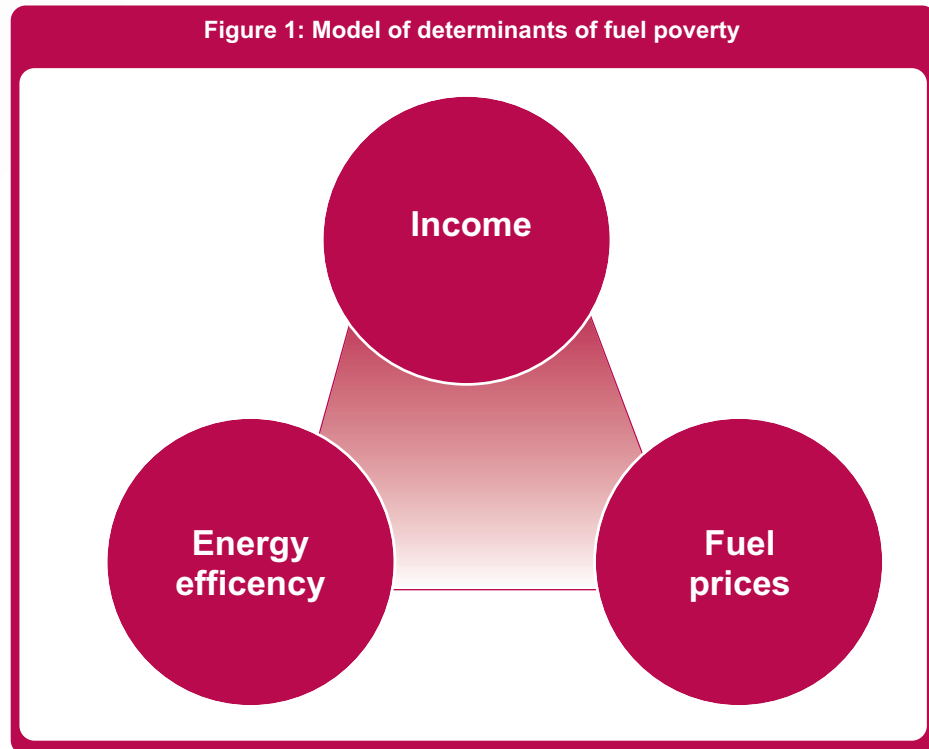 Figure 1: Model of determinants of fuel poverty
Income
Energy
efficency
Fuel
prices